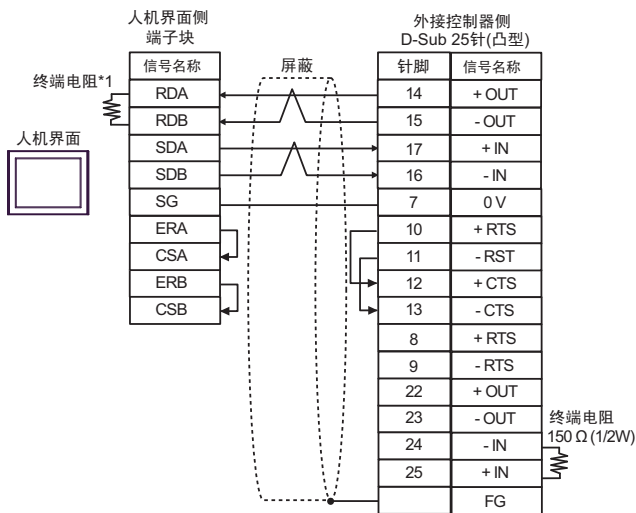 人机界面侧
端子块
外接控制器侧
D-Sub 25针(凸型)
信号名称
屏蔽
针脚
信号名称
终端电阻*1
RDA
14
+ OUT
RDB
15
- OUT
人机界面
SDA
17
+ IN
SDB
16
- IN
SG
7
0 V
ERA
10
+ RTS
CSA
11
- RST
ERB
12
+ CTS
CSB
13
- CTS
8
+ RTS
9
- RTS
22
+ OUT
23
- OUT
终端电阻
150 Ω (1/2W)
24
- IN
25
+ IN
FG